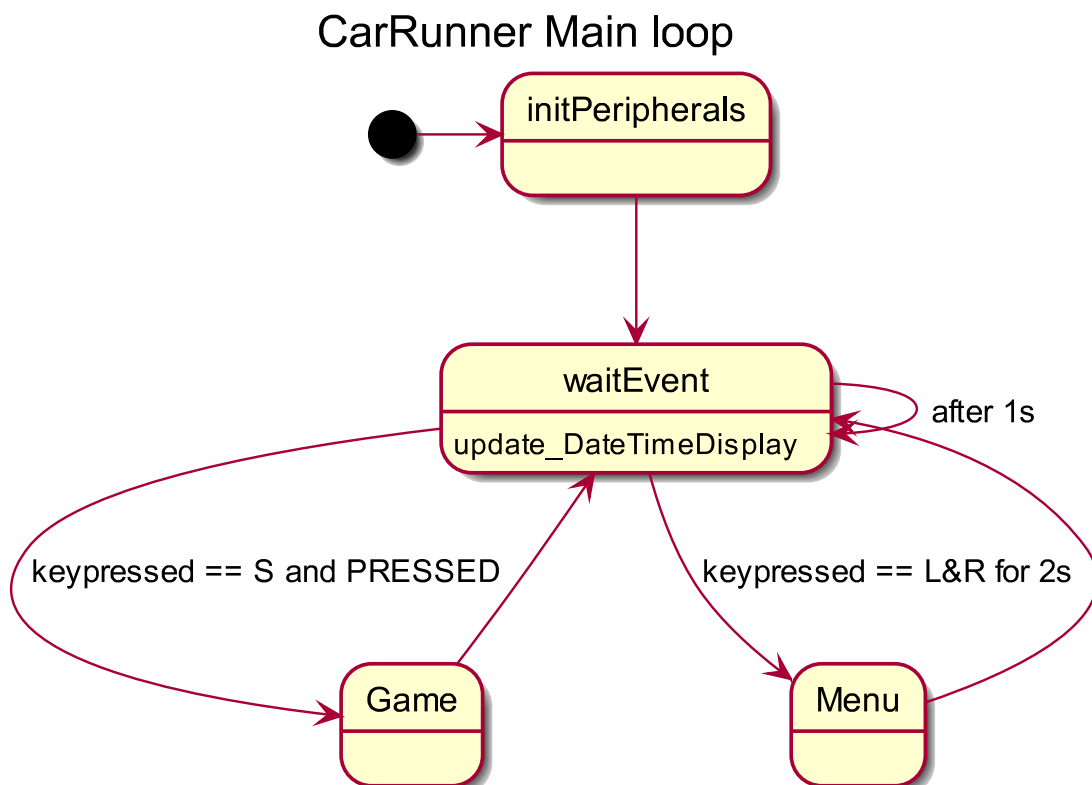 CarRunner Main loop
initPeripherals
waitEvent
update_DateTimeDisplay
after 1s
keypressed == S and PRESSED
keypressed == L&R for 2s
Game
Menu